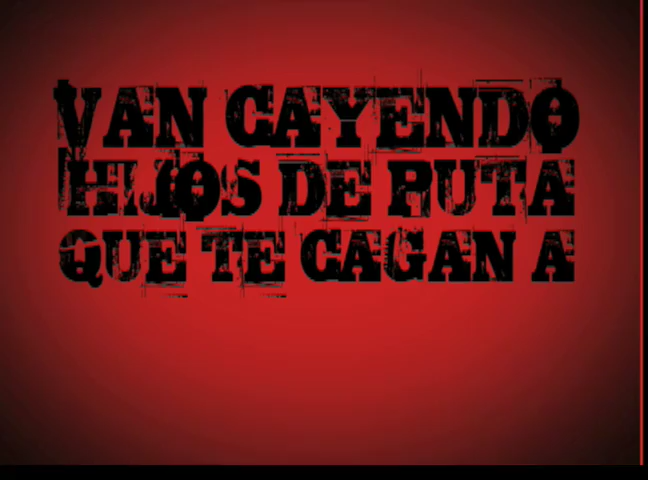 VAN CAYENDO
HIJOS DE PUTA
QUE TE CAGAN A